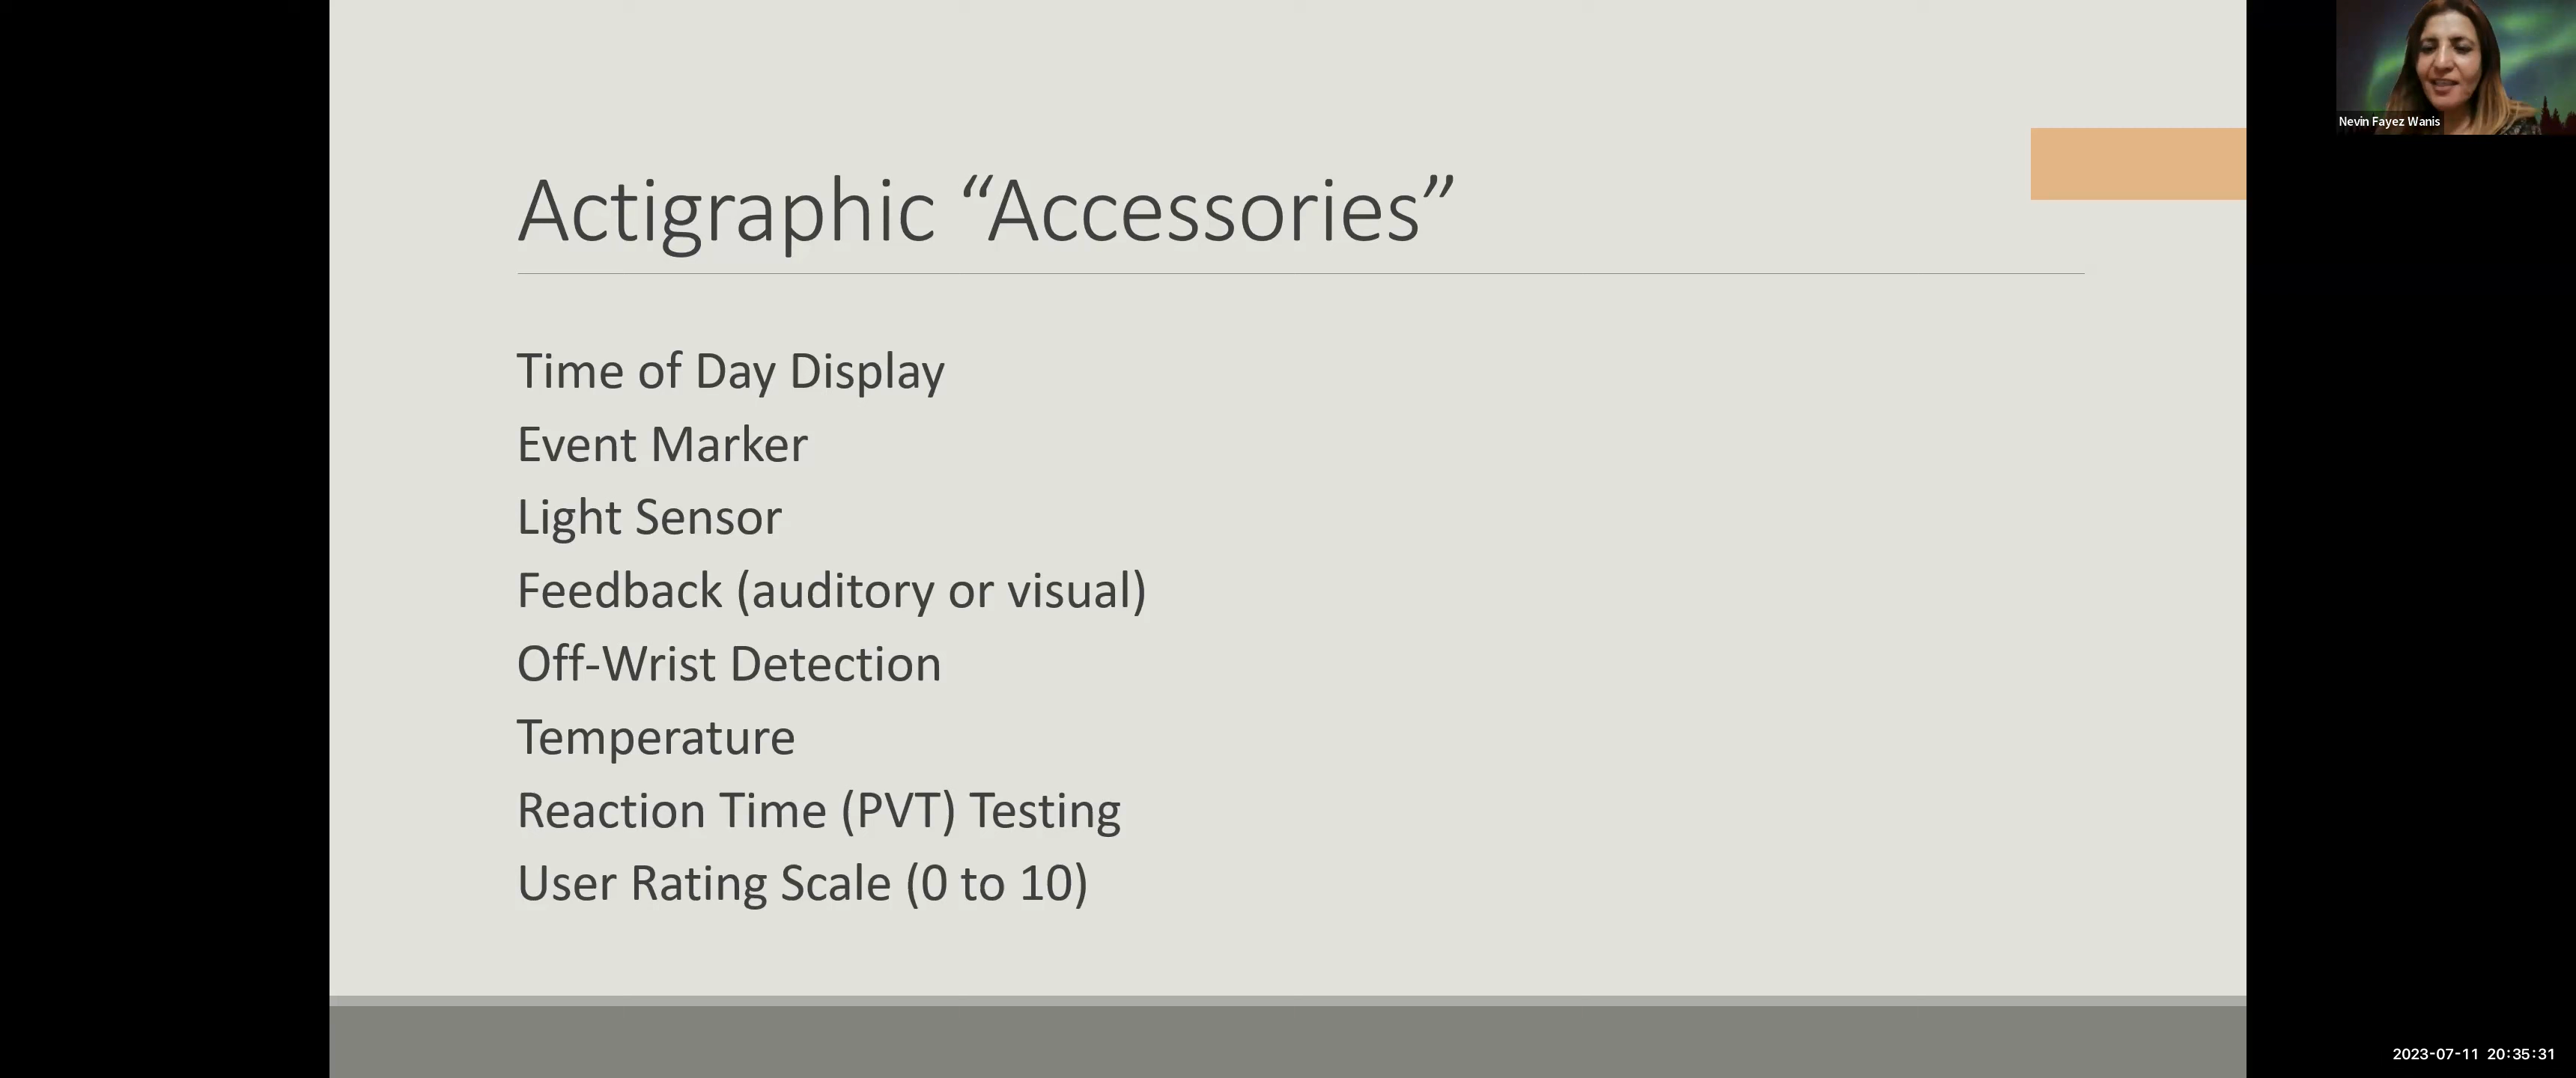 Actigraphic “Accessories”
Time of Day Display
Event Marker
Light Sensor
Feedback (auditory or visual)
Off-Wrist Detection
Temperature
Reaction Time (PVT) Testing
User Rating Scale (0 to 10)
Nevin Fayez Wanis
2023-07-11 20:35:31